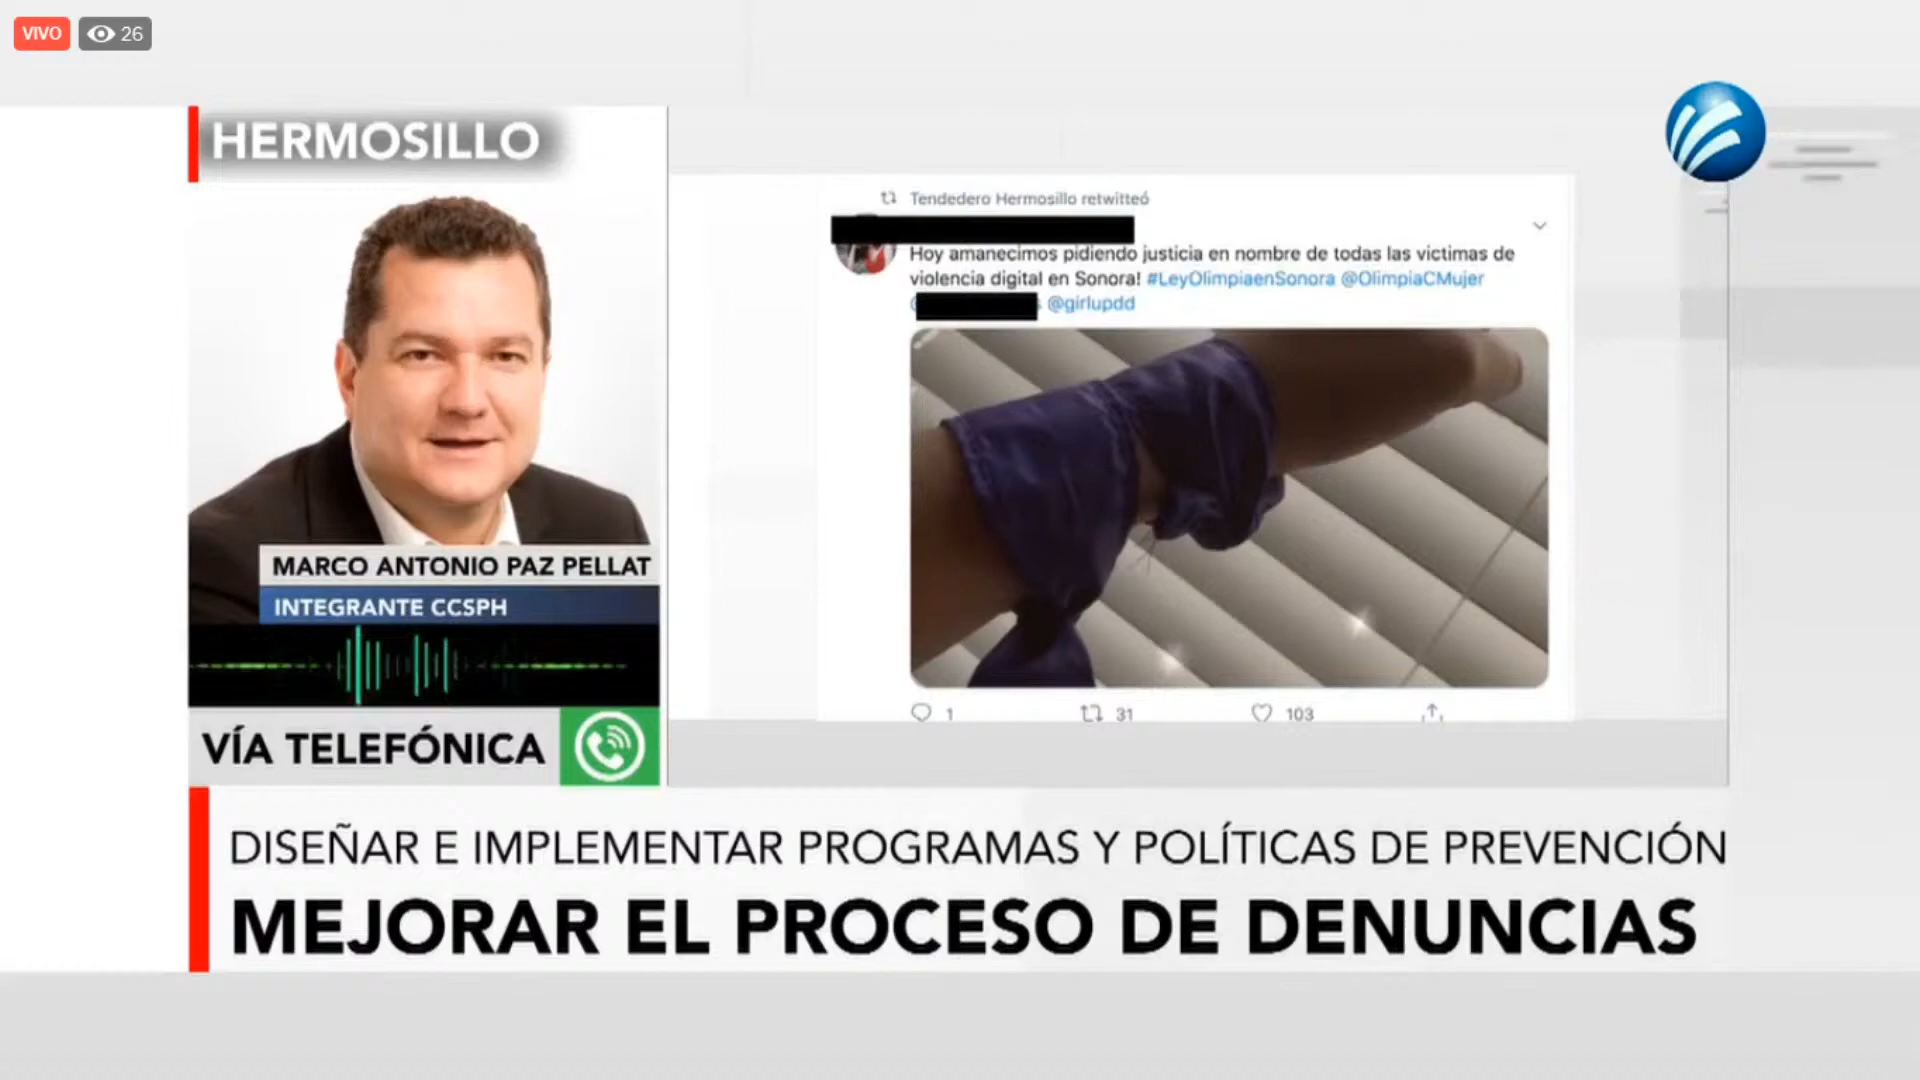 VIVO
26
HERMOSILLO
MARCO ANTONIO PAZ PELLAT
INTEGRANTE CCSPH
VÍA TELEFÓNICA
Tendedero Hermosillo retwitteó
Hoy amanecimos pidiendo justicia en nombre de todas las victimas de
violencia digital en Sonora! #LeyOlimpiaenSonora @OlimpiaCMujer
@girlupdd
1
31
103
DISEÑAR E IMPLEMENTAR PROGRAMAS Y POLÍTICAS DE PREVENCIÓN
MEJORAR EL PROCESO DE DENUNCIAS